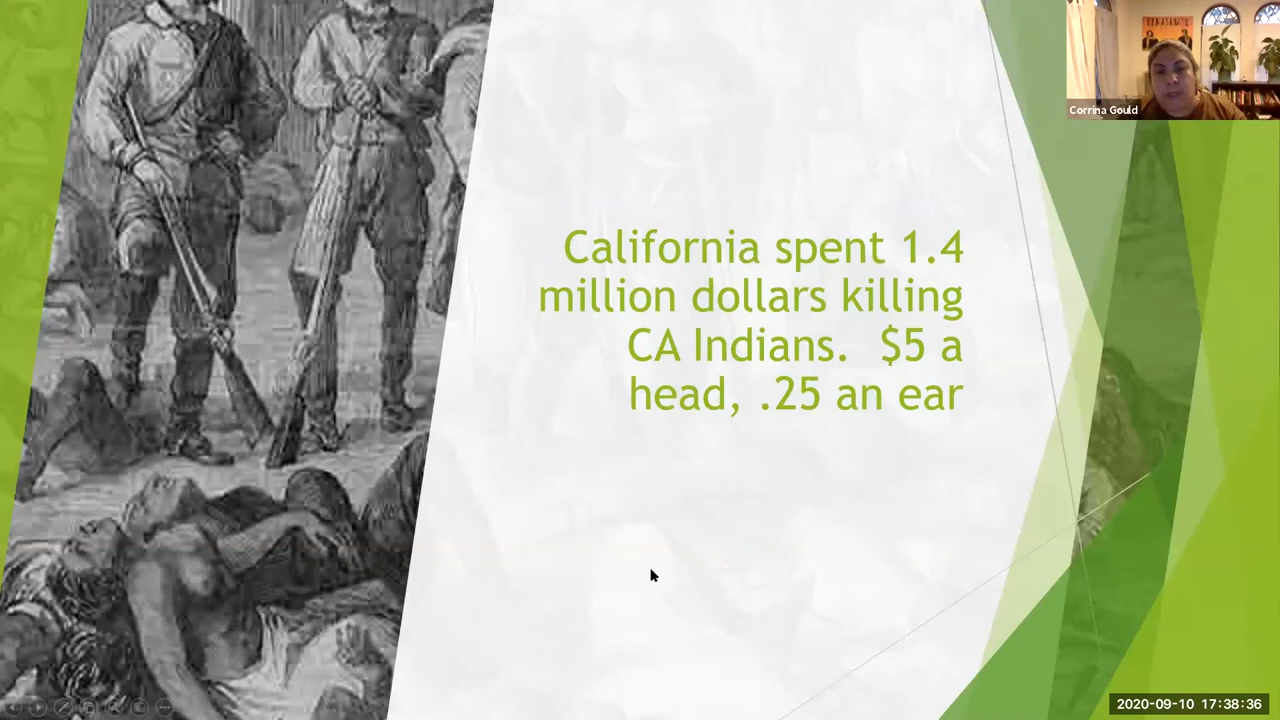 California spent 1.4
million dollars killing
CA Indians.  $5 a
head, .25 an ear
Corrina Gould
2020-09-10 17:38:36